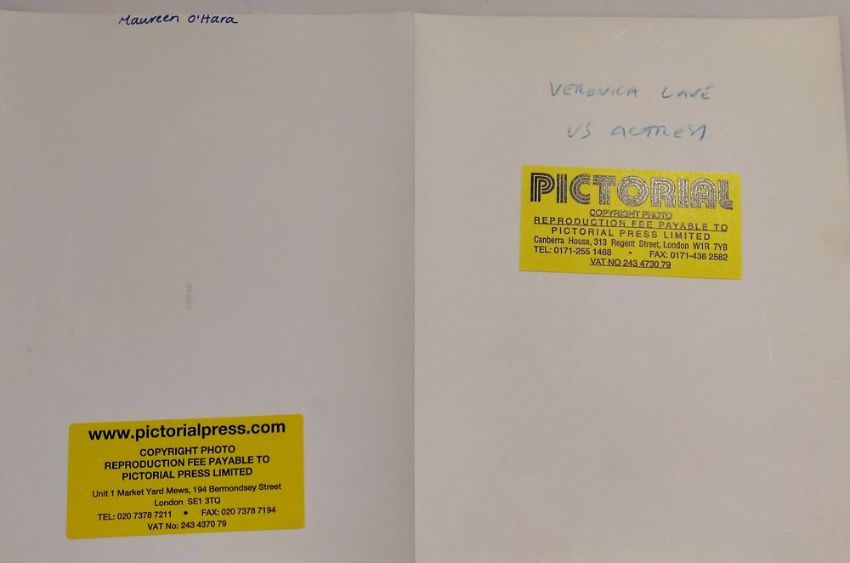 Maureen O'Hara
www.pictorialpress.com
COPYRIGHT PHOTO
REPRODUCTION FEE PAYABLE TO
PICTORIAL PRESS LIMITED
Unit 1 Market Yard Mews, 194 Bermondsey Street
London SE1 3TQ
TEL: 020 7378 7211 • FAX: 020 7378 7194
VAT No: 243 4370 79
VERONICA LAKE
US ACTRESS
PICTORIAL
COPYRIGHT PHOTO
REPRODUCTION FEE PAYABLE TO
PICTORIAL PRESS LIMITED
Canberra House, 313 Regent Street, London W1R 7YB
TEL: 0171-255 1468 • FAX: 0171-436 2582
VAT NO 243 4730 79